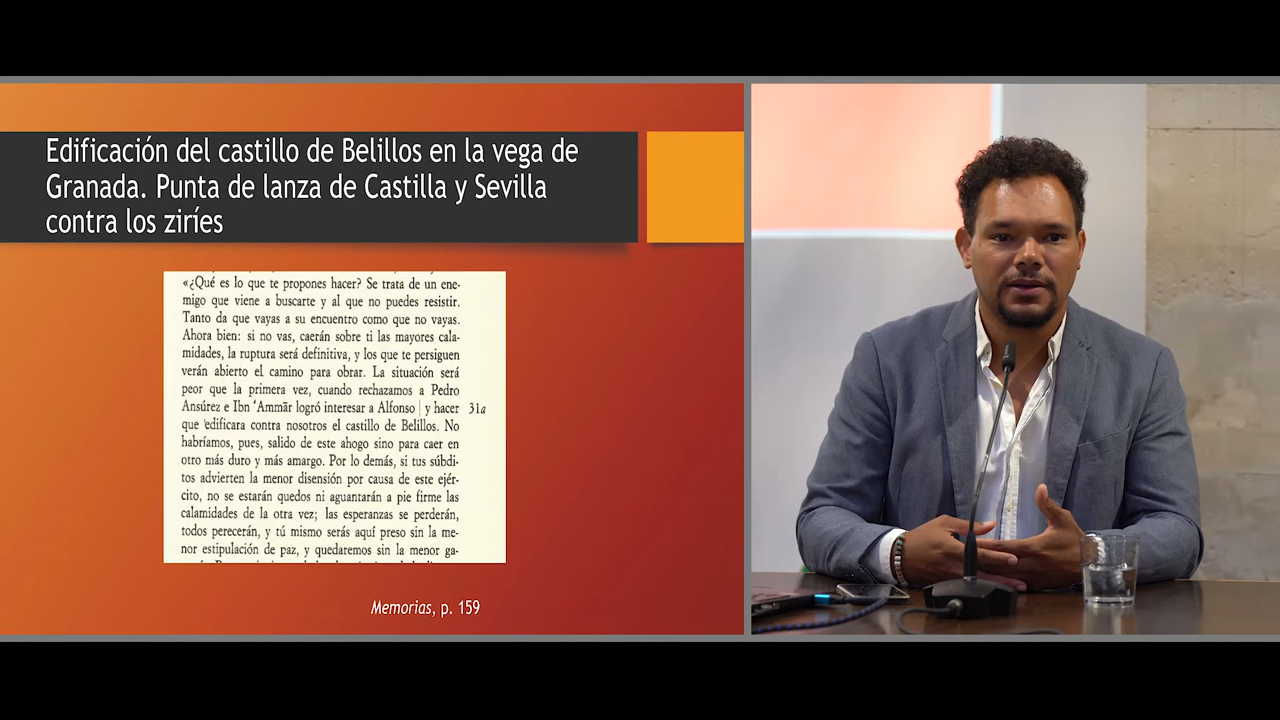 Edificación del castillo de Belillos en la vega de
Granada. Punta de lanza de Castilla y Sevilla
contra los ziríes
«¿Qué es lo que te propones hacer? Se trata de un ene-
migo que viene a buscarte y al que no puedes resistir.
Tanto da que vayas a su encuentro como que no vayas.
Ahora bien: si no vas, caerán sobre ti las mayores cala-
midades, la ruptura será definitiva, y los que te persiguen
verán abierto el camino para obrar. La situación será
peor que la primera vez, cuando rechazamos a Pedro
Ansúrez e Ibn ʻAmmār logró interesar a Alfonso | y hacer 31a
que edificara contra nosotros el castillo de Belillos. No
habríamos, pues, salido de este ahogo sino para caer en
otro más duro y más amargo. Por lo demás, si tus súbdi-
tos advierten la menor disensión por causa de este ejér-
cito, no se estarán quedos ni aguantarán a pie firme las
calamidades de la otra vez; las esperanzas se perderán,
todos perecerán, y tú mismo serás aquí preso sin la me-
nor estipulación de paz, y quedaremos sin la menor ga-
Memorias, p. 159